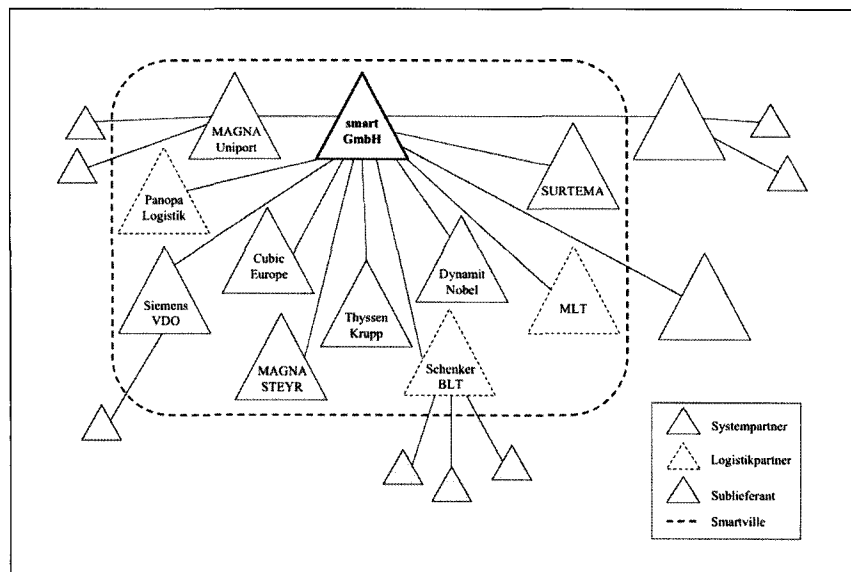 smart
GmbH
MAGNA
Uniport
SURTEMA
Panopa
Logistik
Cubic
Europe
Dynamit
Nobel
Siemens
VDO
Thyssen
Krupp
MLT
MAGNA
STEYR
Schenker
BLT
Systempartner
Logistikpartner
Sublieferant
Smartville